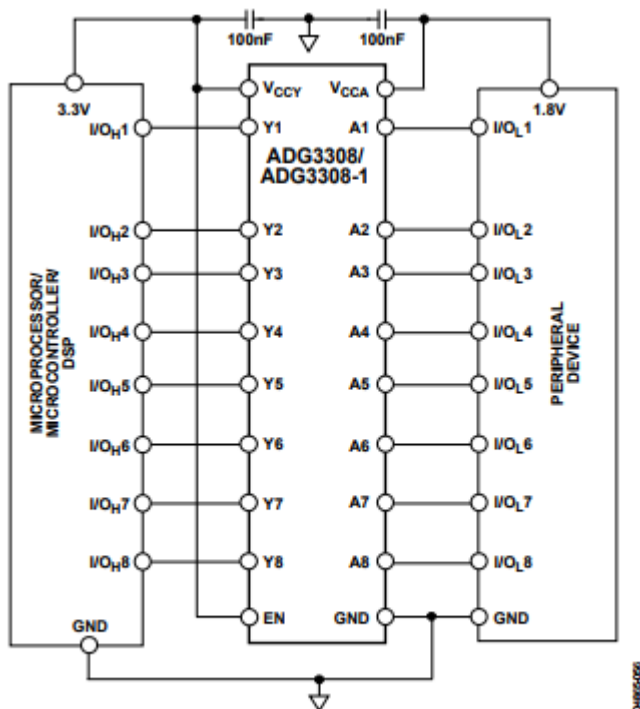 100nF
100nF
3.3V
VCCY
VCCA
1.8V
I/OH1
Y1
A1
I/OL1
ADG3308/
ADG3308-1
I/OH2
Y2
A2
I/OL2
I/OH3
Y3
A3
I/OL3
I/OH4
Y4
A4
I/OL4
I/OH5
Y5
A5
I/OL5
I/OH6
Y6
A6
I/OL6
I/OH7
Y7
A7
I/OL7
I/OH8
Y8
A8
I/OL8
MICROPROCESSOR/
MICROCONTROLLER/
DSP
PERIPHERAL
DEVICE
GND
EN
GND
GND